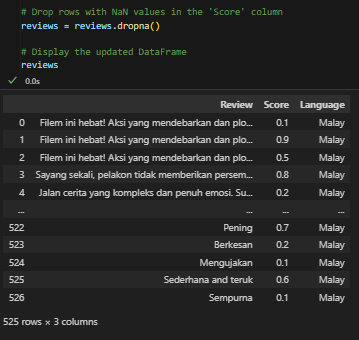 # Drop rows with NaN values in the 'Score' column
reviews = reviews.dropna()
# Display the updated DataFrame
reviews
0.0s
Review Score Language
0 Filem ini hebat! Aksi yang mendebarkan dan plo... 0.1 Malay
1 Filem ini hebat! Aksi yang mendebarkan dan plo... 0.9 Malay
2 Filem ini hebat! Aksi yang mendebarkan dan plo... 0.5 Malay
3 Sayang sekali, pelakon tidak memberikan persem... 0.8 Malay
4 Jalan cerita yang kompleks dan penuh emosi. Su... 0.2 Malay
... ... ... ...
522 Pening 0.7 Malay
523 Berkesan 0.2 Malay
524 Mengujakan 0.1 Malay
525 Sederhana and teruk 0.6 Malay
526 Sempurna 0.1 Malay
525 rows × 3 columns